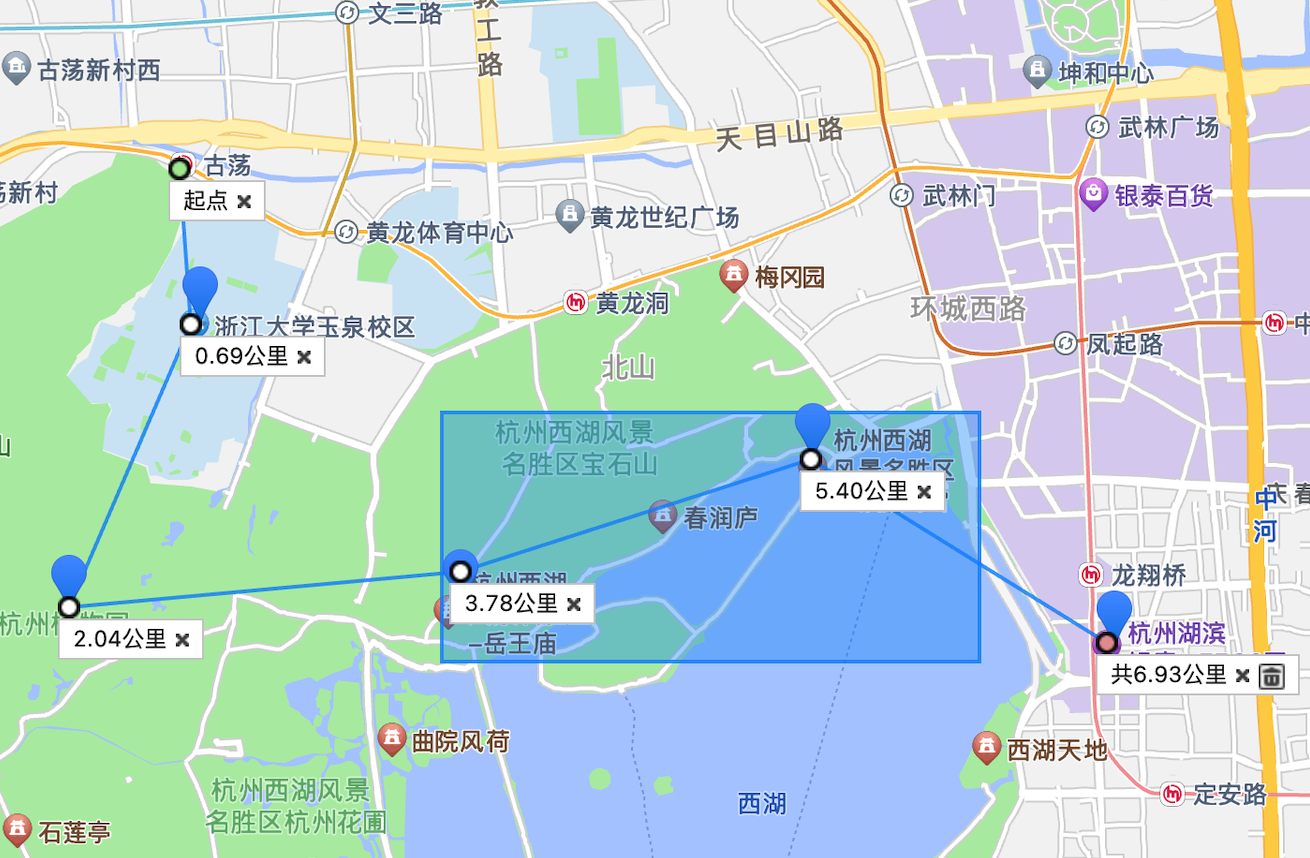 文三路
教工路
古荡新村西
坤和中心
天目山路
武林广场
古荡
荡新村
起点
武林门
银泰百货
黄龙世纪广场
黄龙体育中心
梅冈园
黄龙洞
环城西路
浙江大学玉泉校区
中
凤起路
0.69公里
北山
山
杭州西湖风景
名胜区宝石山
杭州西湖
风景名胜区
5.40公里
庆春
中河
春润庐
龙翔桥
杭州西湖
3.78公里
-岳王庙
杭州植物园
2.04公里
杭州湖滨
共6.93公里
曲院风荷
西湖天地
杭州西湖风景
名胜区杭州花圃
西湖
定安路
石莲亭